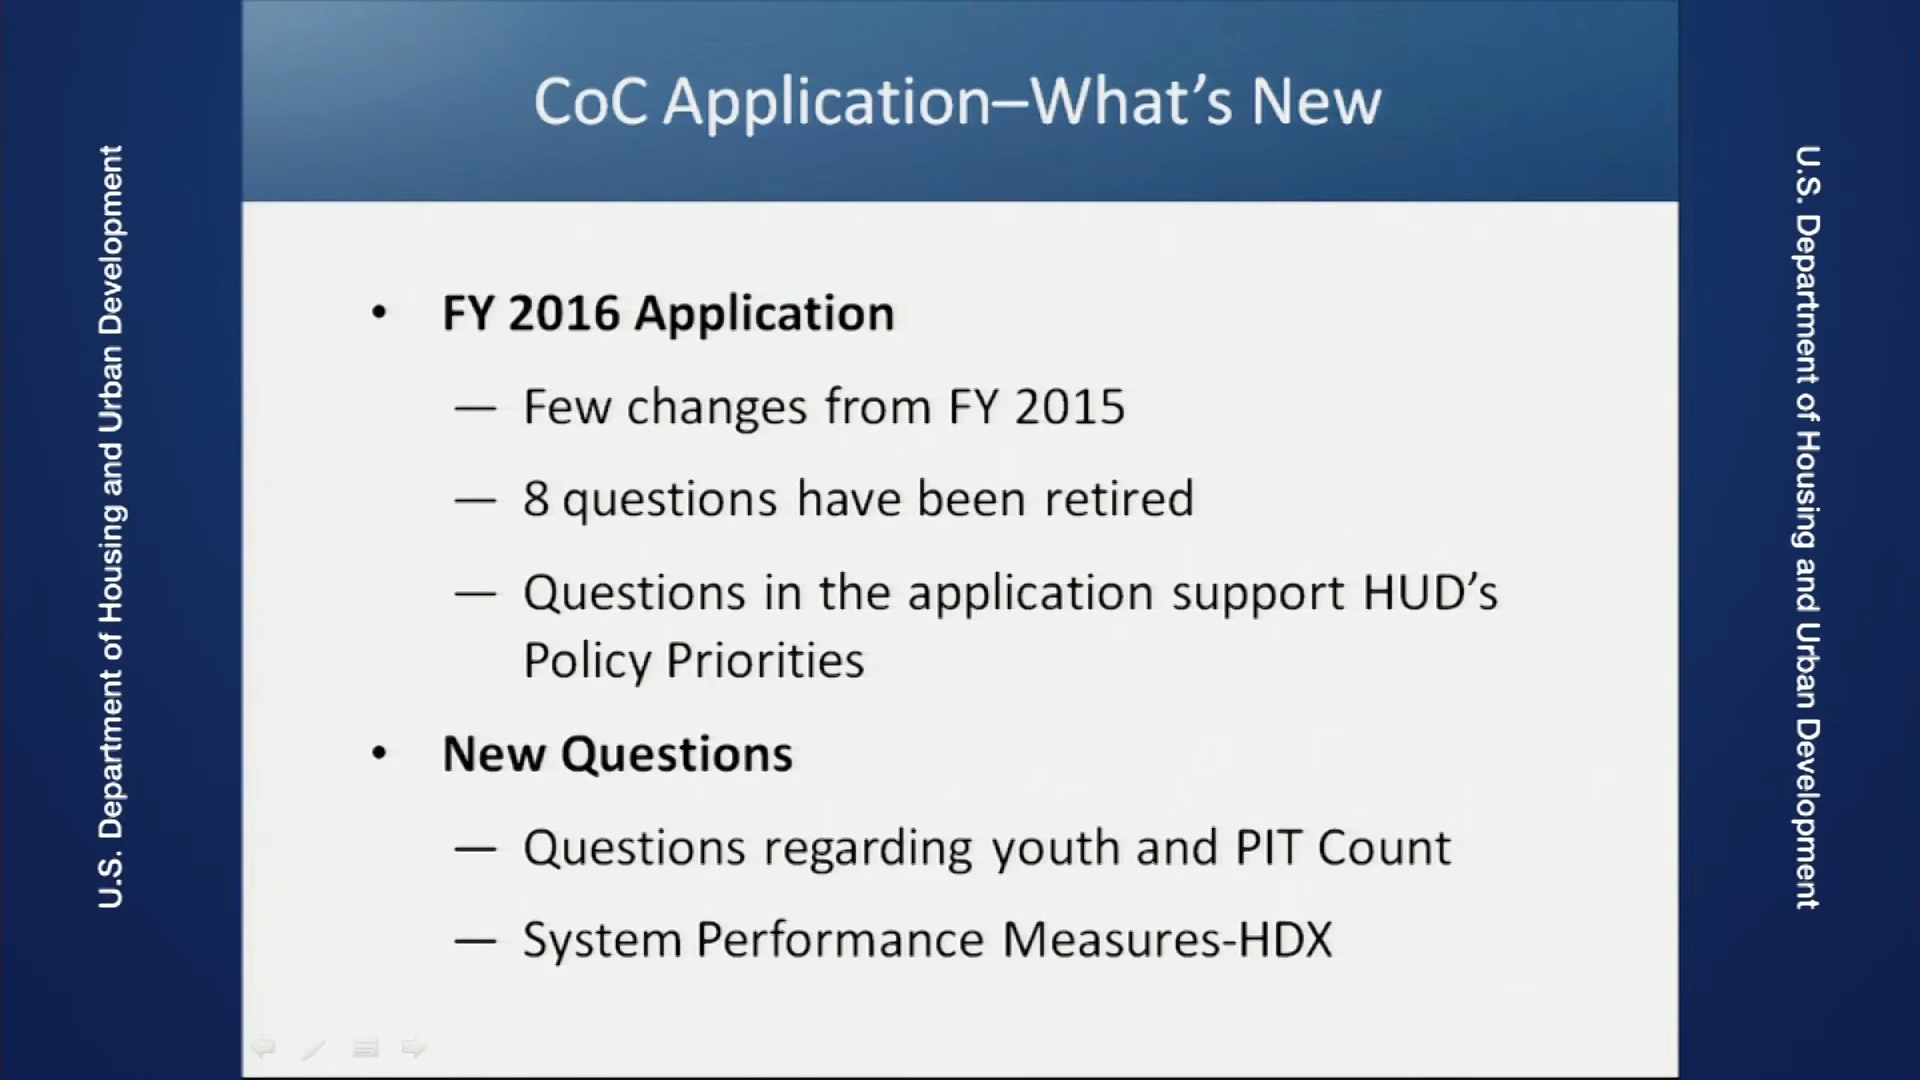 CoC Application–What's New
U.S. Department of Housing and Urban Development
• FY 2016 Application
— Few changes from FY 2015
— 8 questions have been retired
— Questions in the application support HUD's
Policy Priorities
• New Questions
— Questions regarding youth and PIT Count
— System Performance Measures-HDX
U.S. Department of Housing and Urban Development